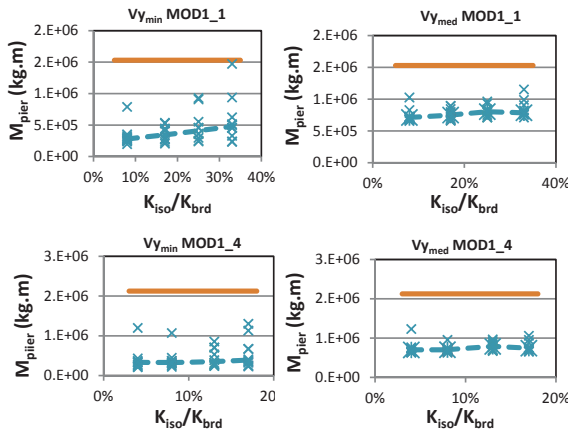 Vymin MOD1_1
2.E+06
2.E+06
1.E+06
5.E+05
0.E+00
Mpier (kg.m)
0% 10% 20% 30% 40%
Kiso/Kbrd
Vymed MOD1_1
2.E+06
2.E+06
1.E+06
5.E+05
0.E+00
Mpier (kg.m)
0% 20% 40%
Kiso/Kbrd
Vymin MOD1_4
3.E+06
2.E+06
1.E+06
0.E+00
Mpiier (kg.m)
0% 10% 20
Kiso/Kbrd
Vymed MOD1_4
3.E+06
2.E+06
1.E+06
0.E+00
Mpier (kg.m)
0% 10% 20%
Kiso/Kbrd